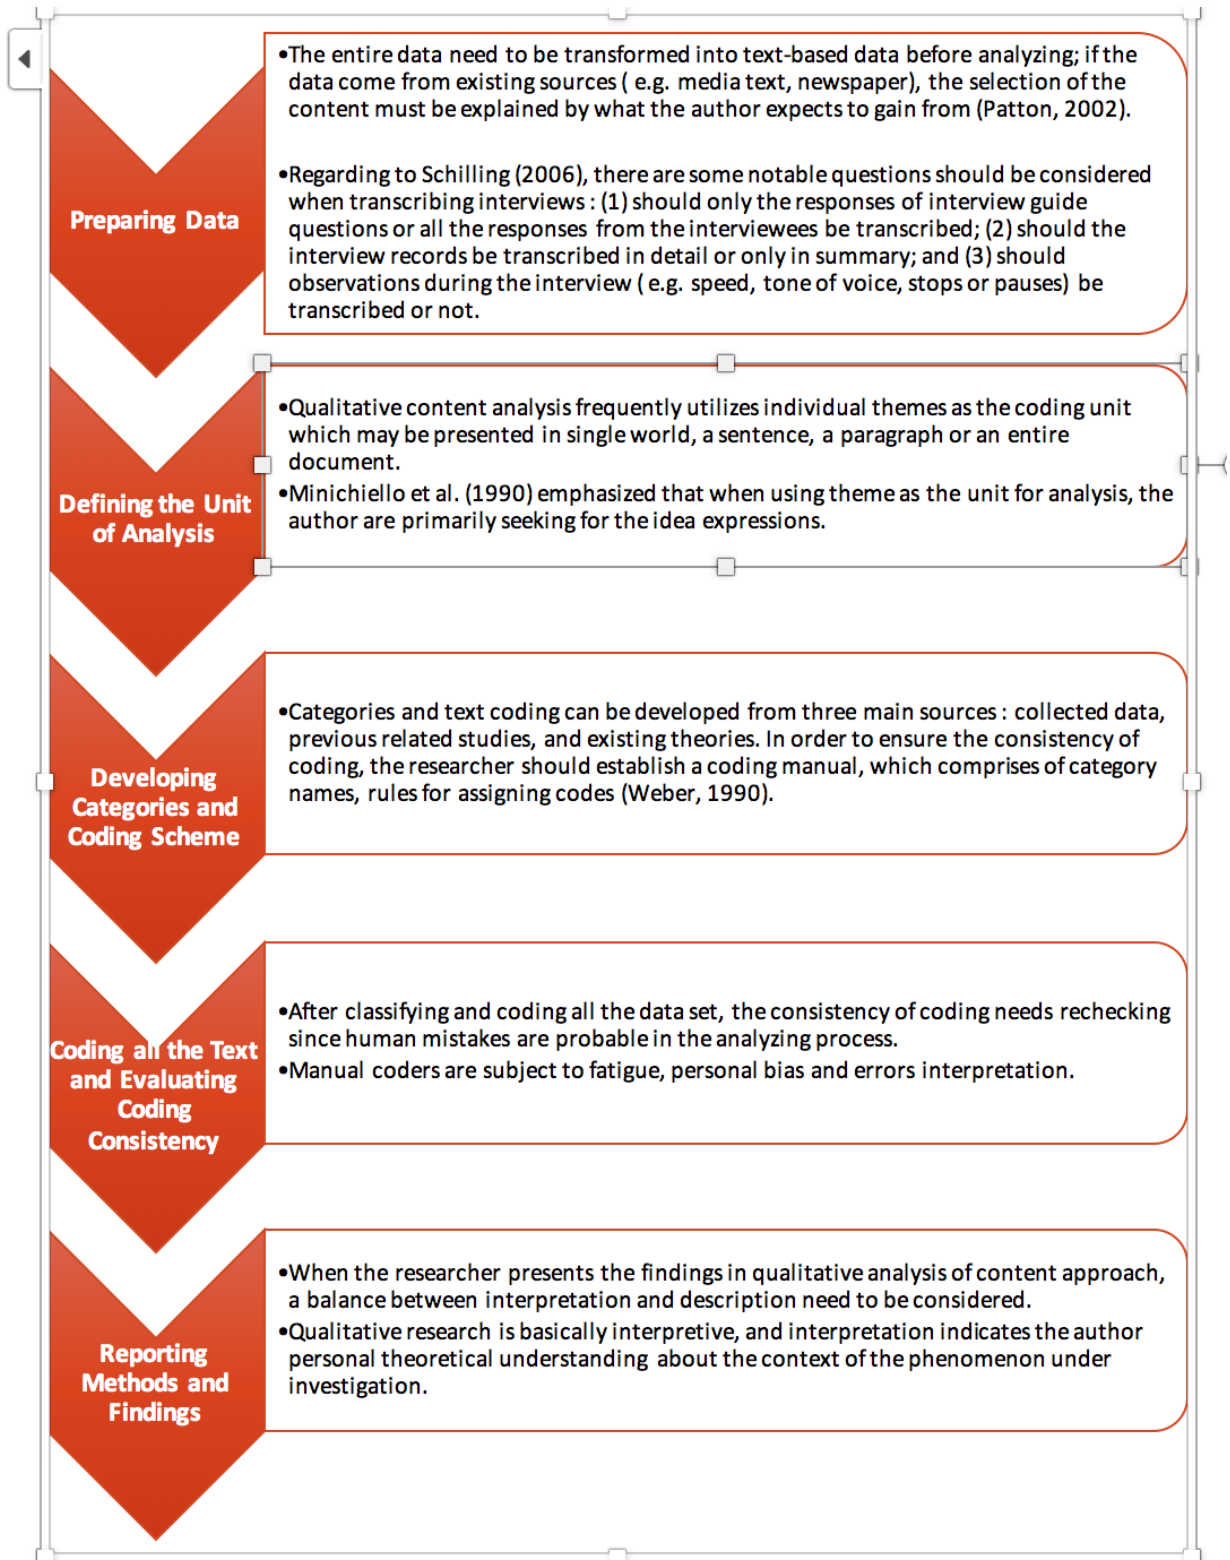 •The entire data need to be transformed into text-based data before analyzing; if the
data come from existing sources ( e.g. media text, newspaper), the selection of the
content must be explained by what the author expects to gain from (Patton, 2002).
•Regarding to Schilling (2006), there are some notable questions should be considered
when transcribing interviews : (1) should only the responses of interview guide
questions or all the responses from the interviewees be transcribed; (2) should the
interview records be transcribed in detail or only in summary; and (3) should
observations during the interview ( e.g. speed, tone of voice, stops or pauses) be
transcribed or not.
Preparing Data
•Qualitative content analysis frequently utilizes individual themes as the coding unit
which may be presented in single world, a sentence, a paragraph or an entire
document.
•Minichiello et al. (1990) emphasized that when using theme as the unit for analysis, the
author are primarily seeking for the idea expressions.
Defining the Unit
of Analysis
•Categories and text coding can be developed from three main sources : collected data,
previous related studies, and existing theories. In order to ensure the consistency of
coding, the researcher should establish a coding manual, which comprises of category
names, rules for assigning codes (Weber, 1990).
Developing
Categories and
Coding Scheme
•After classifying and coding all the data set, the consistency of coding needs rechecking
since human mistakes are probable in the analyzing process.
•Manual coders are subject to fatigue, personal bias and errors interpretation.
Coding all the Text
and Evaluating
Coding
Consistency
•When the researcher presents the findings in qualitative analysis of content approach,
a balance between interpretation and description need to be considered.
•Qualitative research is basically interpretive, and interpretation indicates the author
personal theoretical understanding about the context of the phenomenon under
investigation.
Reporting
Methods and
Findings